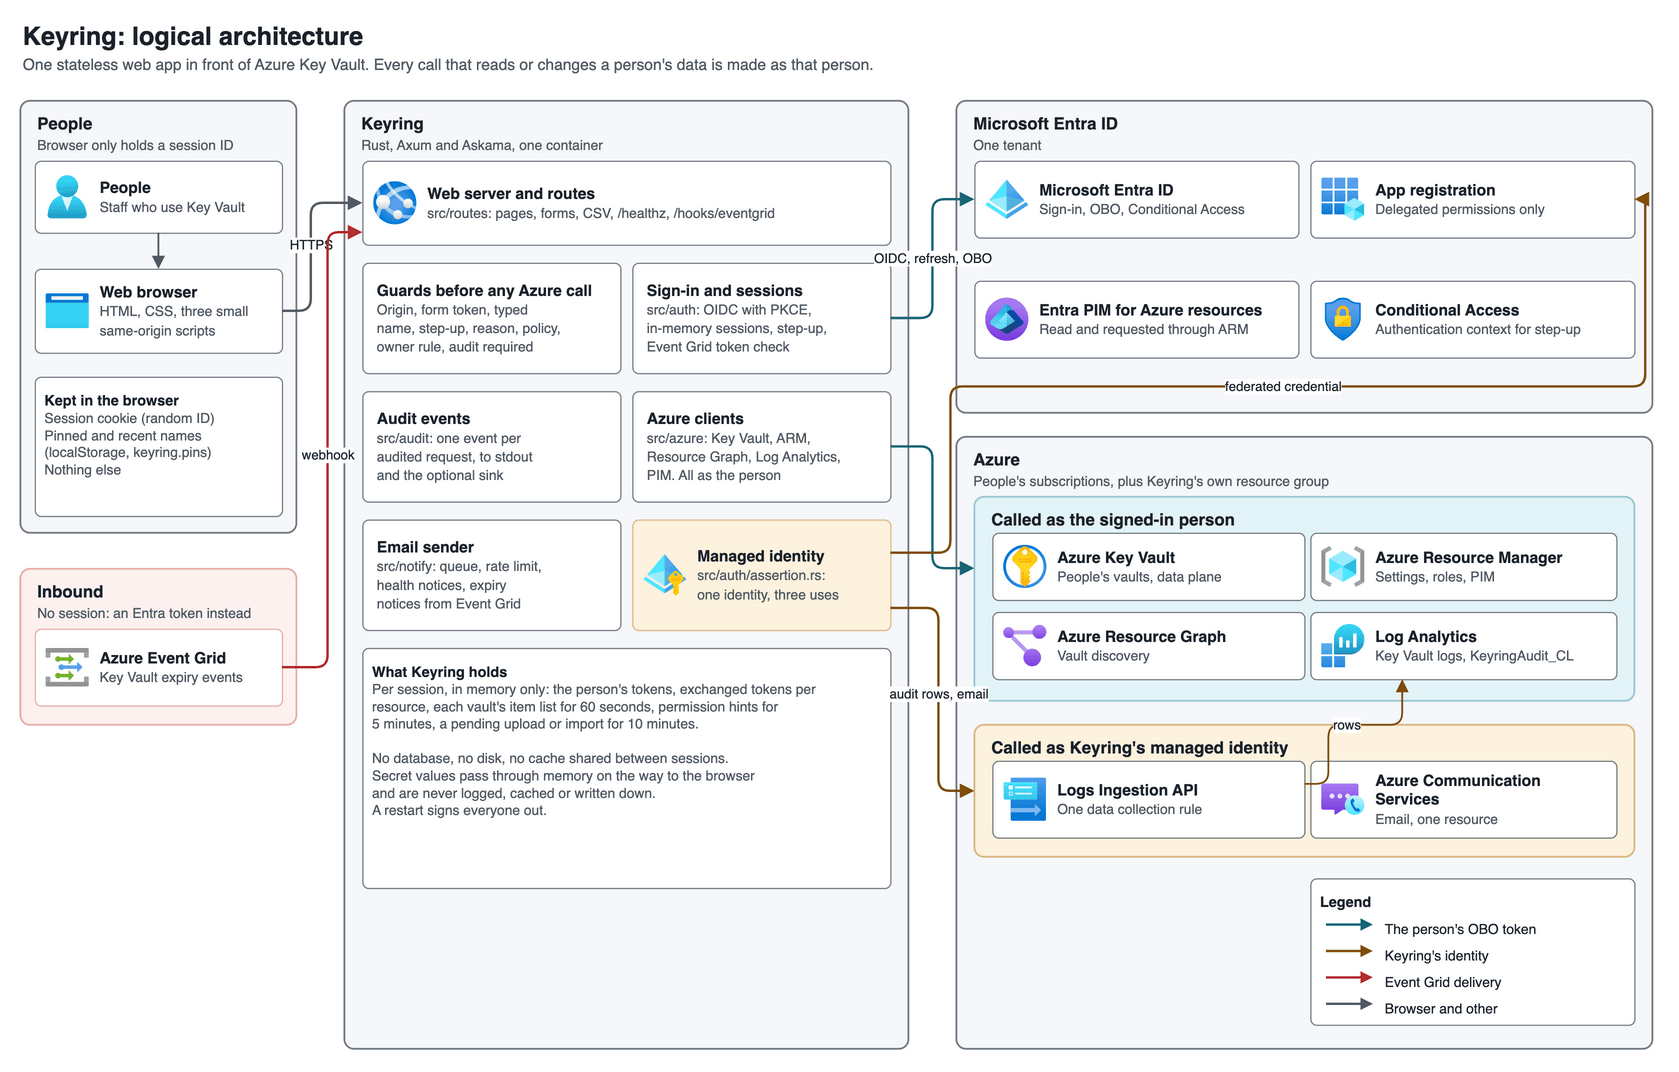 Keyring: logical architecture
One stateless web app in front of Azure Key Vault. Every call that reads or changes a person's data is made as that person.
People
Browser only holds a session ID
People
Staff who use Key Vault
Web browser
HTML, CSS, three small
same-origin scripts
Kept in the browser
Session cookie (random ID)
Pinned and recent names
(localStorage, keyring.pins)
Nothing else
Inbound
No session: an Entra token instead
Azure Event Grid
Key Vault expiry events
HTTPS
webhook
Keyring
Rust, Axum and Askama, one container
Web server and routes
src/routes: pages, forms, CSV, /healthz, /hooks/eventgrid
Guards before any Azure call
Origin, form token, typed
name, step-up, reason, policy,
owner rule, audit required
Sign-in and sessions
src/auth: OIDC with PKCE,
in-memory sessions, step-up,
Event Grid token check
Audit events
src/audit: one event per
audited request, to stdout
and the optional sink
Azure clients
src/azure: Key Vault, ARM,
Resource Graph, Log Analytics,
PIM. All as the person
Email sender
src/notify: queue, rate limit,
health notices, expiry
notices from Event Grid
Managed identity
src/auth/assertion.rs:
one identity, three uses
What Keyring holds
Per session, in memory only: the person's tokens, exchanged tokens per
resource, each vault's item list for 60 seconds, permission hints for
5 minutes, a pending upload or import for 10 minutes.
No database, no disk, no cache shared between sessions.
Secret values pass through memory on the way to the browser
and are never logged, cached or written down.
A restart signs everyone out.
OIDC, refresh, OBO
audit rows, email
Microsoft Entra ID
One tenant
Microsoft Entra ID
Sign-in, OBO, Conditional Access
App registration
Delegated permissions only
Entra PIM for Azure resources
Read and requested through ARM
Conditional Access
Authentication context for step-up
federated credential
Azure
People's subscriptions, plus Keyring's own resource group
Called as the signed-in person
Azure Key Vault
People's vaults, data plane
Azure Resource Manager
Settings, roles, PIM
Azure Resource Graph
Vault discovery
Log Analytics
Key Vault logs, KeyringAudit_CL
rows
Called as Keyring's managed identity
Logs Ingestion API
One data collection rule
Azure Communication
Services
Email, one resource
Legend
The person's OBO token
Keyring's identity
Event Grid delivery
Browser and other